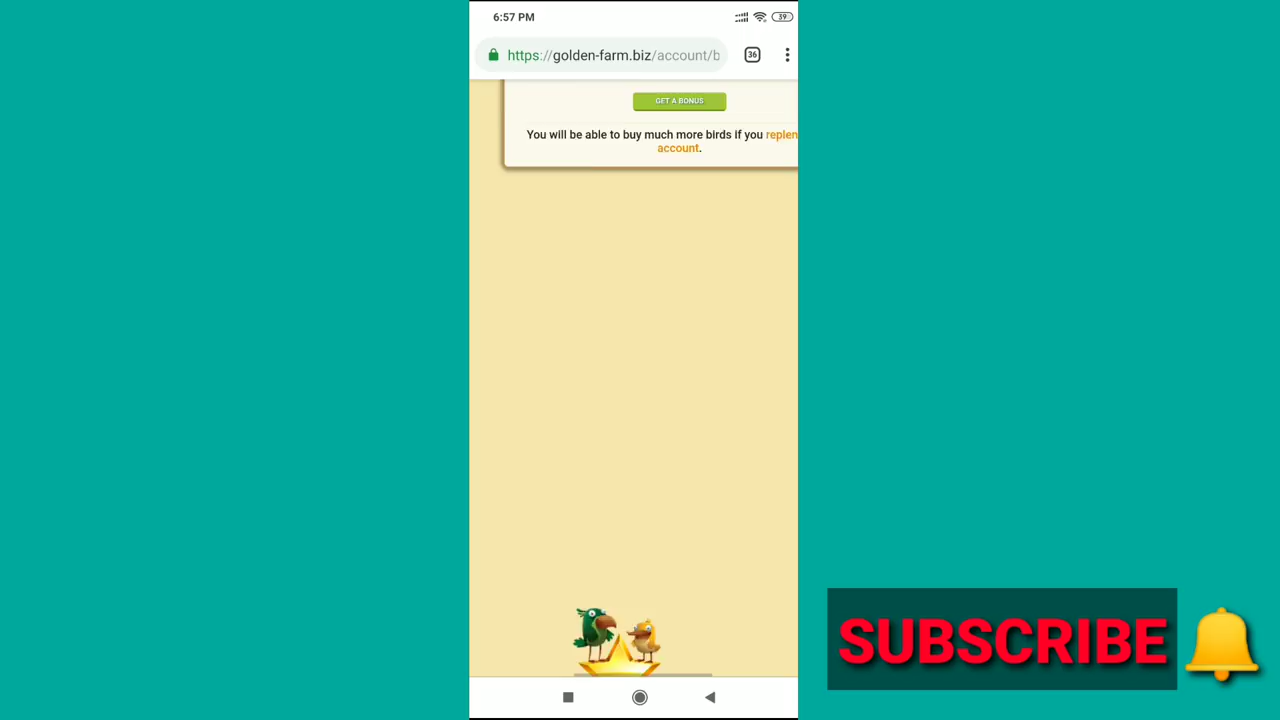 6:57 PM
39
https://golden-farm.biz/account/b
36
GET A BONUS
You will be able to buy much more birds if you replen
account.
SUBSCRIBE